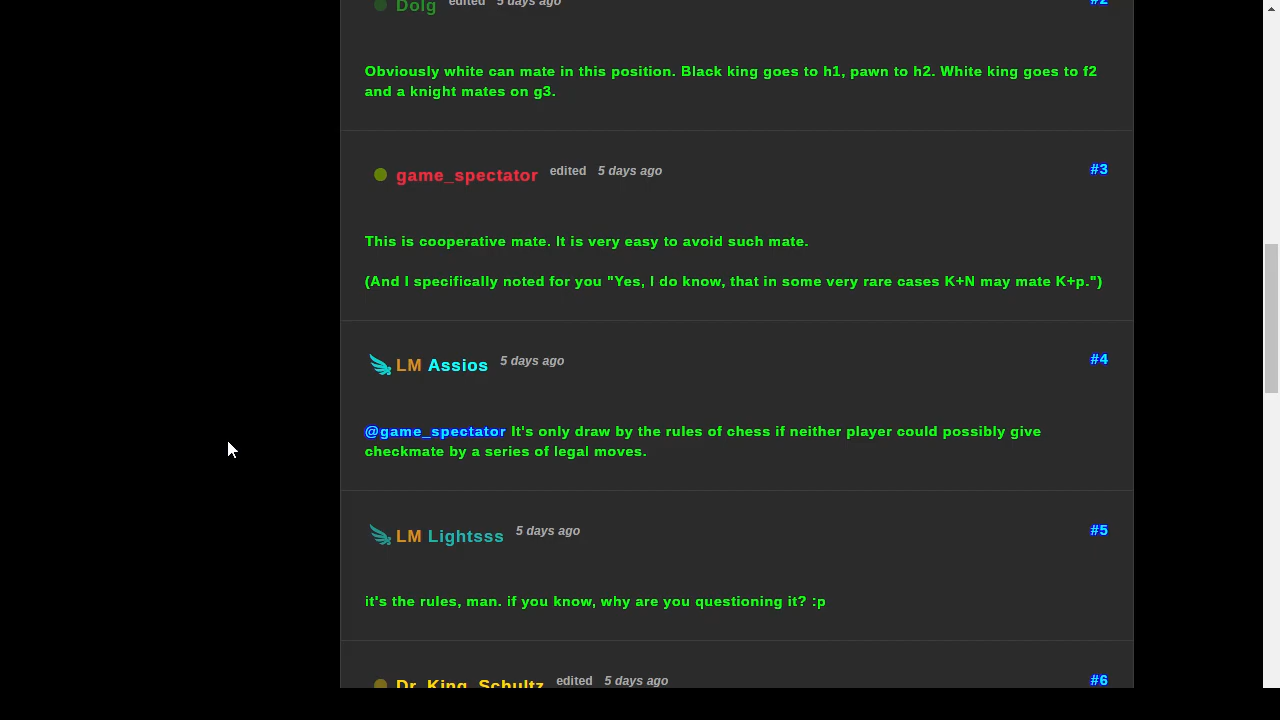 Dolg edited 5 days ago #2
Obviously white can mate in this position. Black king goes to h1, pawn to h2. White king goes to f2
and a knight mates on g3.
game_spectator edited 5 days ago #3
This is cooperative mate. It is very easy to avoid such mate.
(And I specifically noted for you "Yes, I do know, that in some very rare cases K+N may mate K+p.")
LM Assios 5 days ago #4
@game_spectator It's only draw by the rules of chess if neither player could possibly give
checkmate by a series of legal moves.
LM Lightsss 5 days ago #5
it's the rules, man. if you know, why are you questioning it? :p
Dr_King_Schultz edited 5 days ago #6